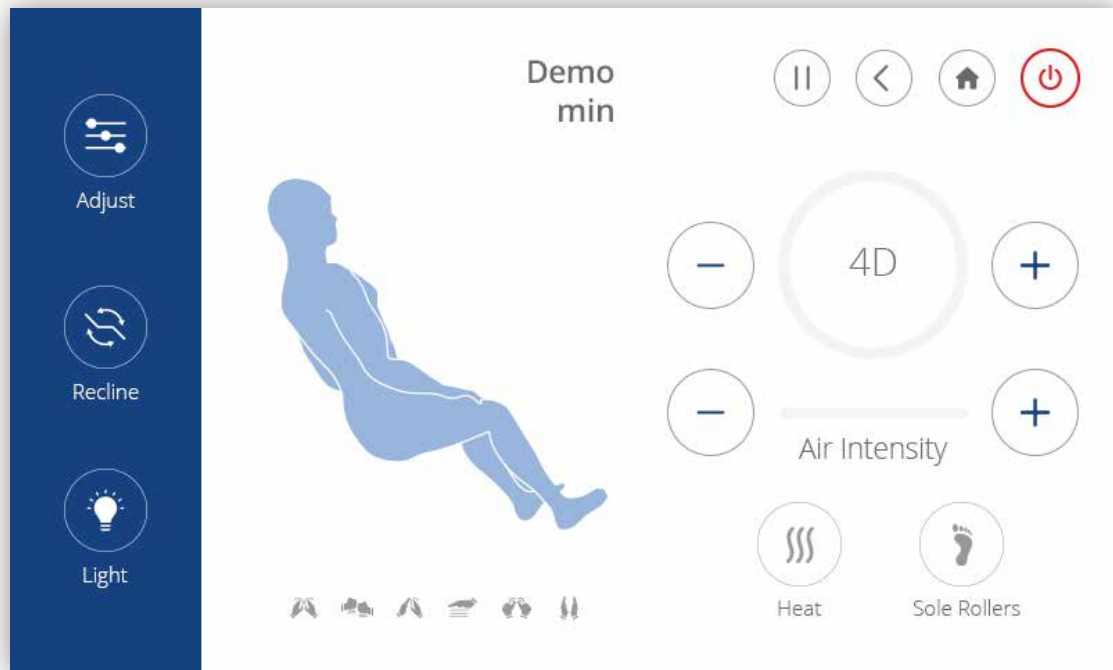 Demo
min
Adjust
4D
Recline
Air Intensity
Light
Heat
Sole Rollers